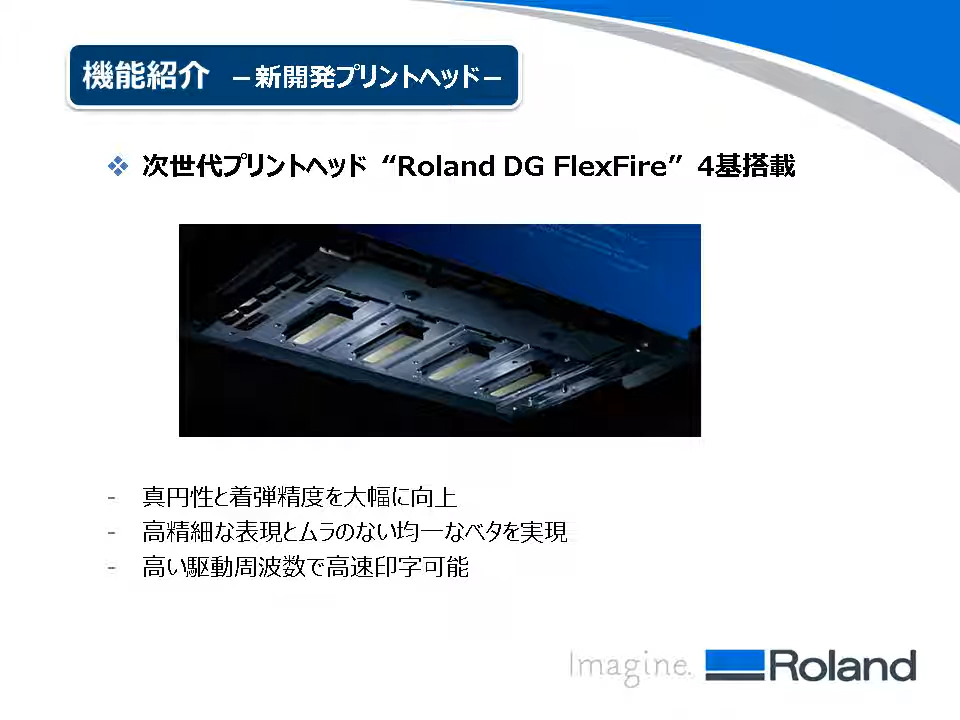 機能紹介 －新開発プリントヘッド－
次世代プリントヘッド “Roland DG FlexFire” 4基搭載
- 真円性と着弾精度を大幅に向上
- 高精細な表現とムラのない均一なベタを実現
- 高い駆動周波数で高速印字可能
Imagine. Roland